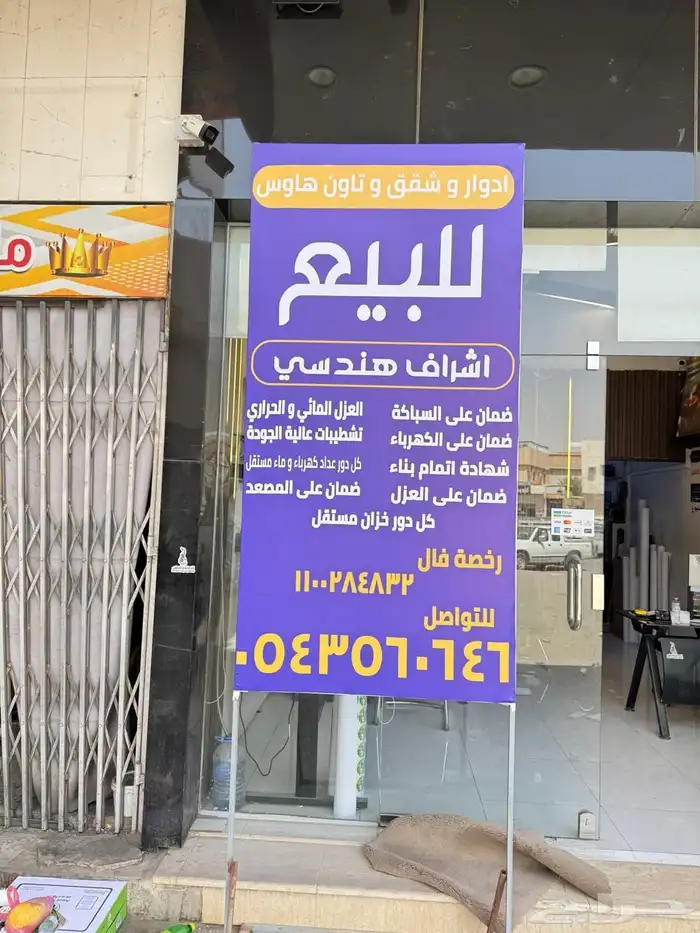 ادوار و شقق و تاون هاوس
للبيع
اشراف هندسي
ضمان على السباكة
ضمان على الكهرباء
شهادة اتمام بناء
ضمان على العزل
العزل المائي و الحراري
تشطيبات عالية الجودة
كل دور عداد كهرباء و ماء مستقل
ضمان على المصعد
كل دور خزان مستقل
رخصة فال
١١٠٠٢٨٤٨٣٢
للتواصل
٠٥٤٣٥٦٠٦٤٦
حراج